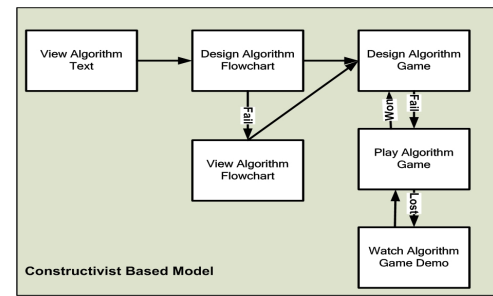 View Algorithm
Text
Design Algorithm
Flowchart
Design Algorithm
Game
Fail
Won
Fail
View Algorithm
Flowchart
Play Algorithm
Game
Lost
Watch Algorithm
Game Demo
Constructivist Based Model